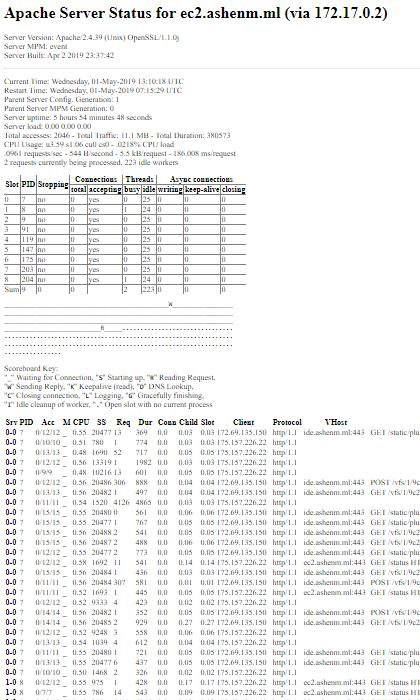 Apache Server Status for ec2.ashenm.ml (via 172.17.0.2)
Server Version: Apache/2.4.39 (Unix) OpenSSL/1.1.0j
Server MPM: event
Server Built: Apr 2 2019 23:37:42
Current Time: Wednesday, 01-May-2019 13:10:18 UTC
Restart Time: Wednesday, 01-May-2019 07:15:29 UTC
Parent Server Config. Generation: 1
Parent Server MPM Generation: 0
Server uptime: 5 hours 54 minutes 48 seconds
Server load: 0.00 0.00 0.00
Total accesses: 2046 - Total Traffic: 11.1 MB - Total Duration: 380573
CPU Usage: u3.59 s1.06 cu0 cs0 - .0218% CPU load
.0961 requests/sec - 544 B/second - 5.5 kB/request - 186.008 ms/request
2 requests currently being processed, 223 idle workers
Connections Threads Async connections
Slot PID Stopping total accepting busy idle writing keep-alive closing
0 7 no 0 yes 0 25 0 0 0
1 8 no 0 yes 1 24 0 0 0
2 9 no 0 yes 0 25 0 0 0
3 91 no 0 yes 0 25 0 0 0
4 119 no 0 yes 0 25 0 0 0
5 147 no 0 yes 0 25 0 0 0
6 175 no 0 yes 0 25 0 0 0
7 203 no 0 yes 0 25 0 0 0
8 204 no 0 yes 1 24 0 0 0
Sum 9 0 0 2 223 0 0 0
W
R
Scoreboard Key:
"_" Waiting for Connection, "S" Starting up, "R" Reading Request,
"W" Sending Reply, "K" Keepalive (read), "D" DNS Lookup,
"C" Closing connection, "L" Logging, "G" Gracefully finishing,
"I" Idle cleanup of worker, "." Open slot with no current process
Srv PID Acc M CPU SS Req Dur Conn Child Slot Client Protocol VHost
0-0 7 0/12/12 _ 0.55 20477 13 369 0.0 0.03 0.03 172.69.135.150 http/1.1 ide.ashenm.ml:443 GET /static/plu
0-0 7 0/10/10 _ 0.51 780 1 774 0.0 0.03 0.03 175.157.226.22 http/1.1
0-0 7 0/13/13 _ 0.48 1690 52 717 0.0 0.05 0.05 175.157.226.22 http/1.1
0-0 7 0/12/12 _ 0.56 13319 1 1982 0.0 0.03 0.03 175.157.226.22 http/1.1
0-0 7 0/9/9 _ 0.48 10216 13 601 0.0 0.05 0.05 175.157.226.22 http/1.1
0-0 7 0/12/12 _ 0.56 20486 306 888 0.0 0.04 0.04 172.69.135.150 http/1.1 ide.ashenm.ml:443 POST /vfs/1/9c
0-0 7 0/13/13 _ 0.56 20482 1 497 0.0 0.04 0.04 172.69.135.150 http/1.1 ide.ashenm.ml:443 GET /vfs/1/9c2
0-0 7 0/11/11 _ 0.54 1520 4126 4865 0.0 0.03 0.03 175.157.226.22 http/1.1
0-0 7 0/15/15 _ 0.55 20480 0 561 0.0 0.06 0.06 172.69.135.150 http/1.1 ide.ashenm.ml:443 GET /static/plu
0-0 7 0/15/15 _ 0.55 20477 1 767 0.0 0.05 0.05 172.69.135.150 http/1.1 ide.ashenm.ml:443 GET /static/plu
0-0 7 0/15/15 _ 0.56 20488 2 541 0.0 0.05 0.05 172.69.135.150 http/1.1 ide.ashenm.ml:443 GET /vfs/1/9c2
0-0 7 0/15/15 _ 0.56 20487 2 488 0.0 0.06 0.06 172.69.135.150 http/1.1 ide.ashenm.ml:443 GET /vfs/1/9c2
0-0 7 0/12/12 _ 0.55 20477 2 773 0.0 0.05 0.05 172.69.135.150 http/1.1 ide.ashenm.ml:443 GET /static/plu
0-0 7 0/12/12 _ 0.58 1692 11 541 0.0 0.14 0.14 175.157.226.22 http/1.1 ec2.ashenm.ml:443 GET /status HT
0-0 7 0/15/15 _ 0.56 20484 1 436 0.0 0.03 0.03 172.69.135.150 http/1.1 ide.ashenm.ml:443 GET /vfs/1/9c2
0-0 7 0/11/11 _ 0.56 20484 307 581 0.0 0.01 0.01 172.69.135.150 http/1.1 ide.ashenm.ml:443 POST /vfs/1/9c
0-0 7 0/11/11 _ 0.52 1693 1 445 0.0 0.05 0.05 175.157.226.22 http/1.1 ec2.ashenm.ml:443 GET /status HT
0-0 7 0/12/12 _ 0.52 9333 4 423 0.0 0.02 0.02 175.157.226.22 http/1.1
0-0 7 0/14/14 _ 0.56 20482 1 352 0.0 0.05 0.05 172.69.135.150 http/1.1 ide.ashenm.ml:443 POST /vfs/1/9c
0-0 7 0/14/14 _ 0.56 20485 2 929 0.0 0.27 0.27 172.69.135.150 http/1.1 ide.ashenm.ml:443 GET /vfs/1/9c2
0-0 7 0/12/12 _ 0.52 9248 3 558 0.0 0.06 0.06 175.157.226.22 http/1.1
0-0 7 0/13/13 _ 0.54 1039 4 612 0.0 0.04 0.04 175.157.226.22 http/1.1
0-0 7 0/11/11 _ 0.55 20480 1 721 0.0 0.05 0.05 172.69.135.150 http/1.1 ide.ashenm.ml:443 GET /static/plu
0-0 7 0/13/13 _ 0.55 20477 6 437 0.0 0.05 0.05 172.69.135.150 http/1.1 ide.ashenm.ml:443 GET /static/plu
0-0 7 0/10/10 _ 0.50 1468 2 326 0.0 0.02 0.02 175.157.226.22 http/1.1
1-0 8 0/12/12 _ 0.55 975 1 428 0.0 0.17 0.17 175.157.226.22 http/1.1 ec2.ashenm.ml:443 GET /status HT
1-0 8 0/7/7 _ 0.55 786 14 543 0.0 0.09 0.09 175.157.226.22 http/1.1 ec2.ashenm.ml:443 GET /status HT